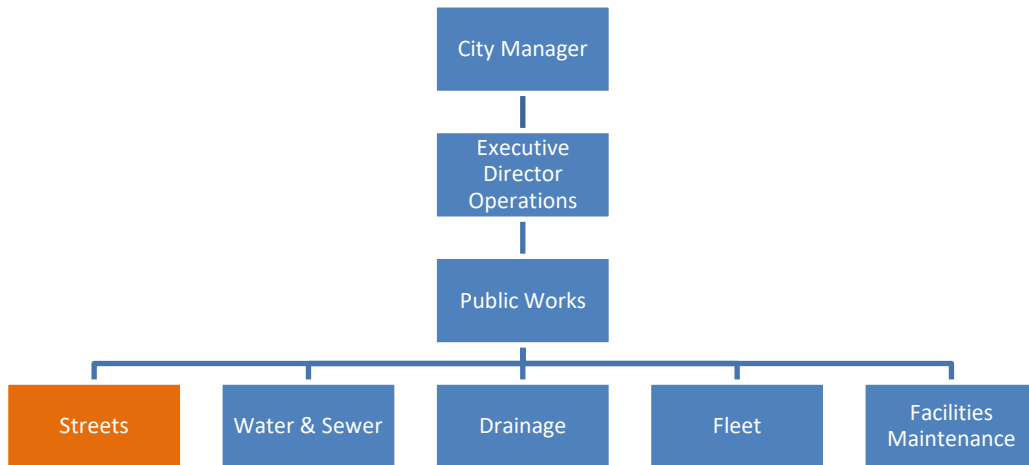 City Manager
Executive
Director
Operations
Public Works
Streets
Water & Sewer
Drainage
Fleet
Facilities
Maintenance